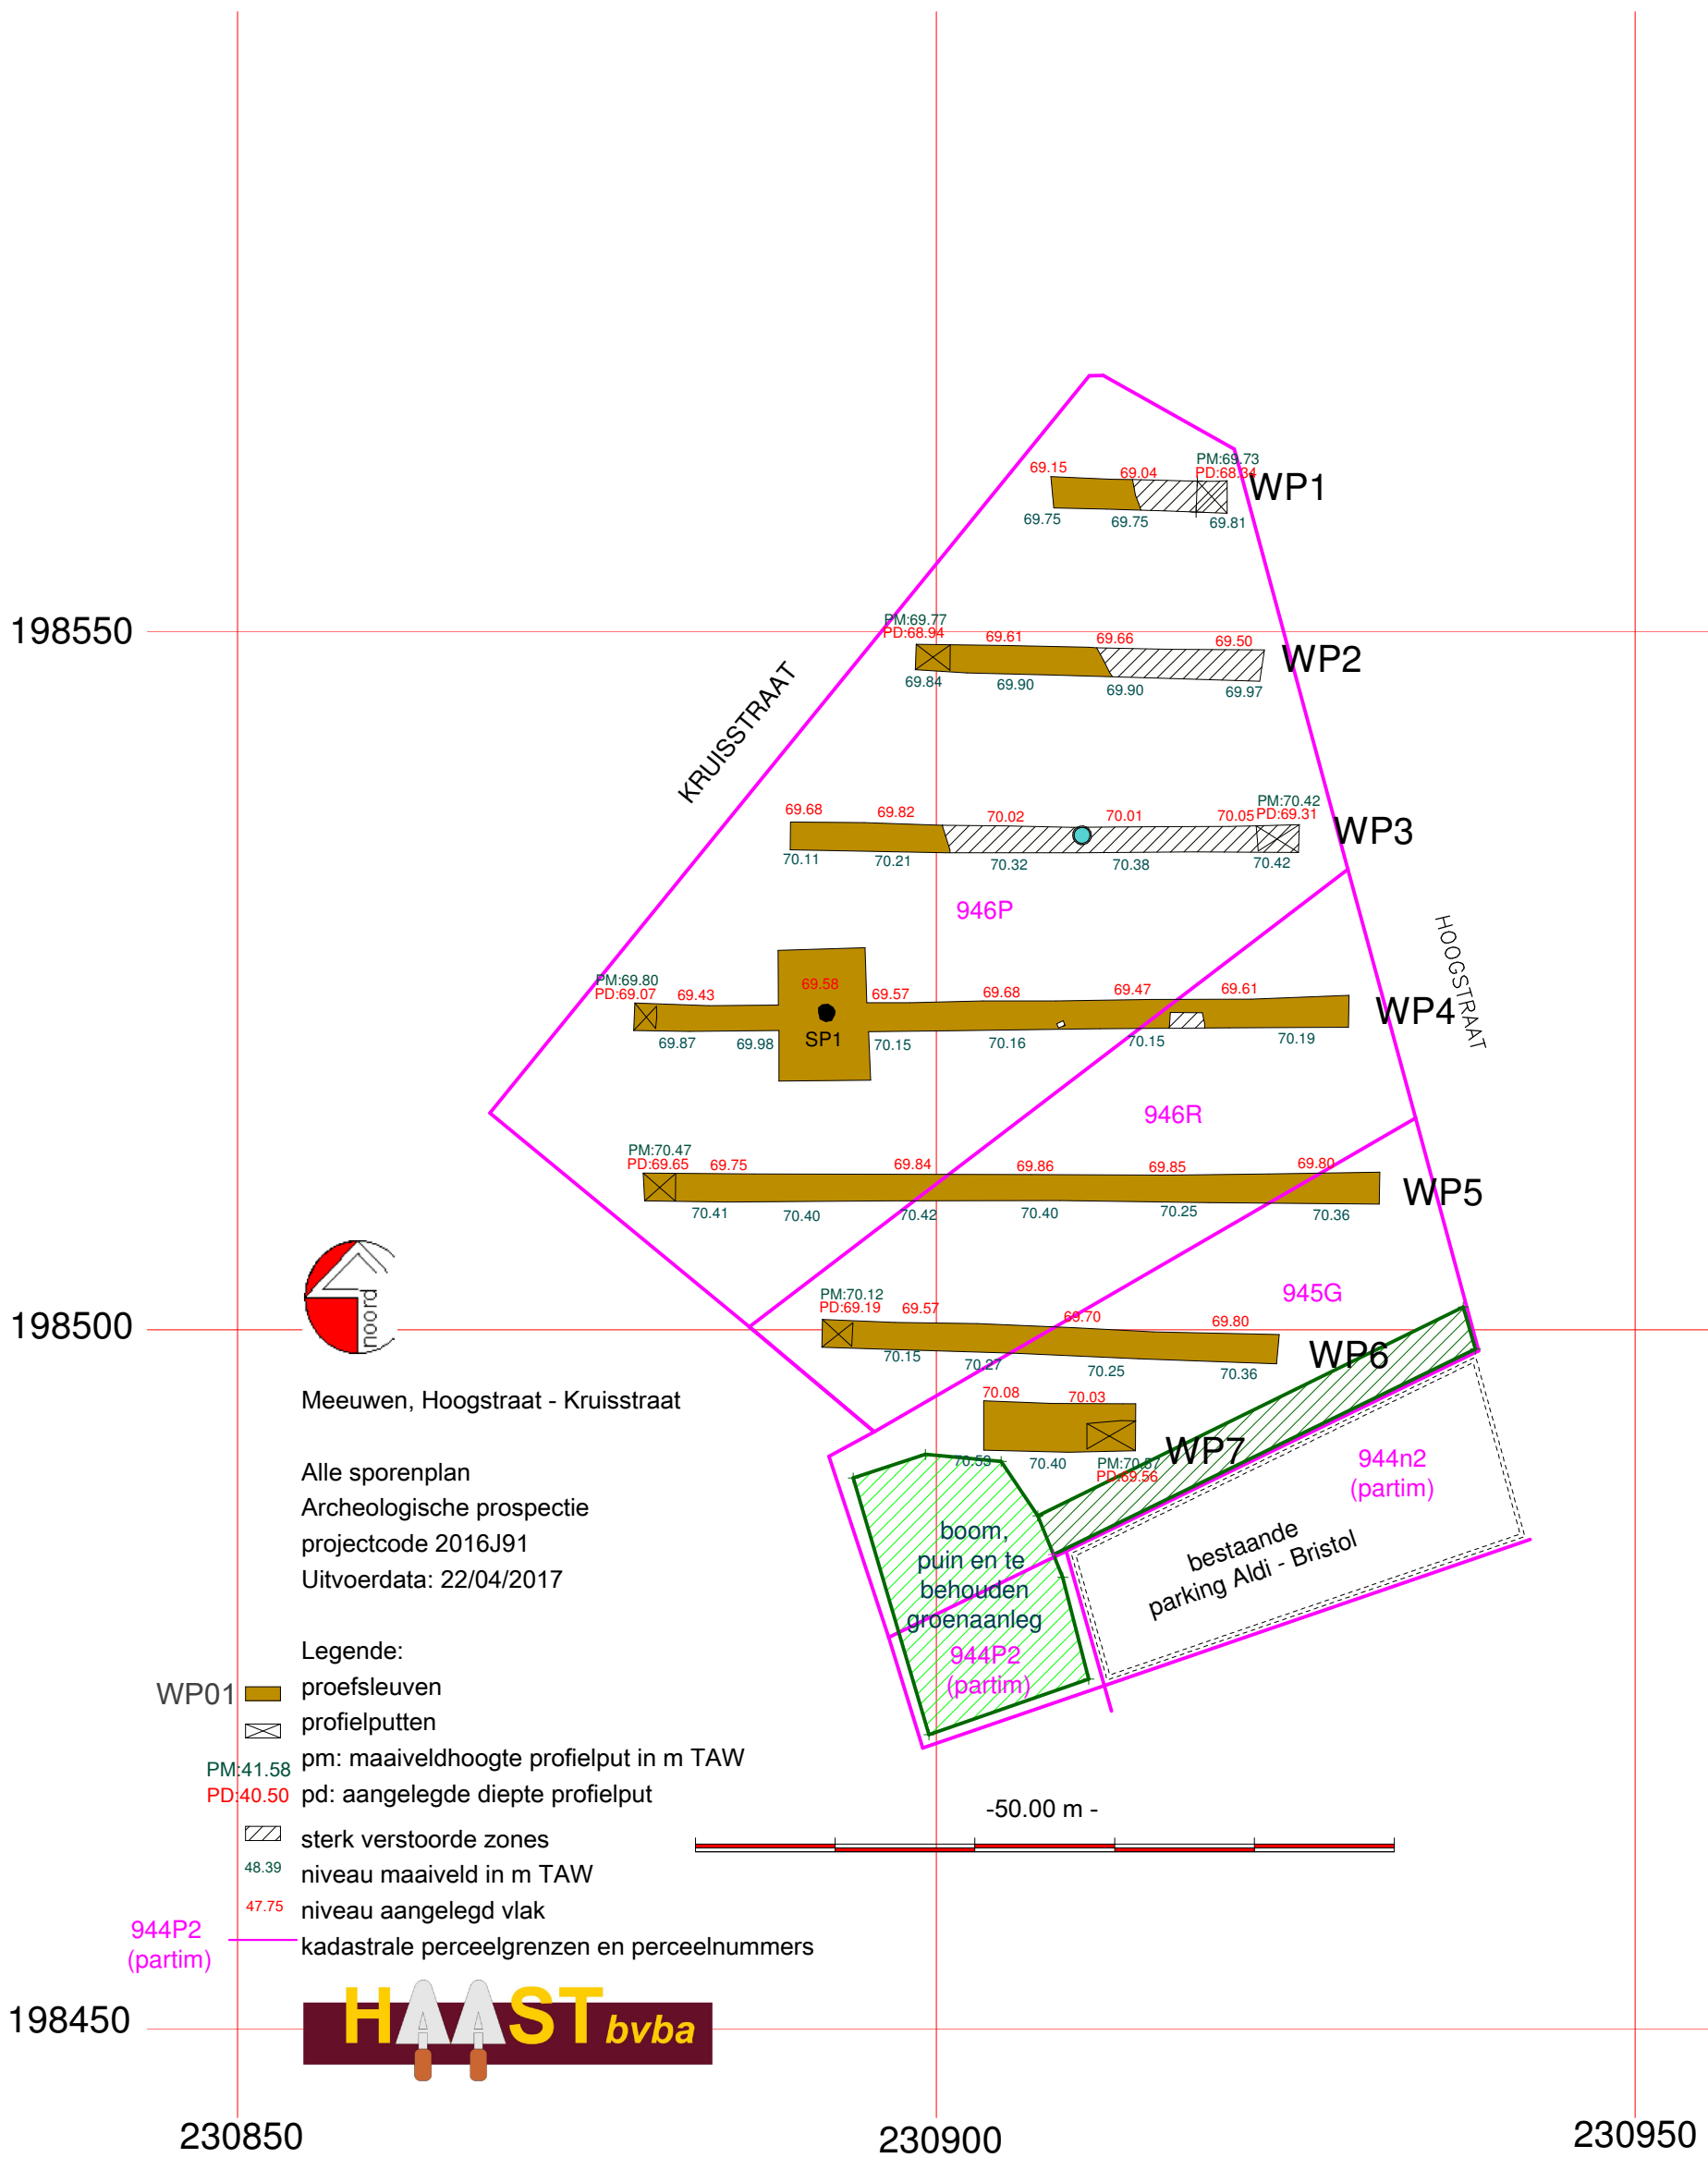 PM:69.73
69.15
69.04
PD:68.34
WP1
69.75
69.75
69.81
198550
PM:69.77
PD:68.94
69.61
69.66
69.50
WP2
69.84
69.90
69.90
69.97
KRUISSTRAAT
69.68
69.82
70.02
70.01
70.05
PM:70.42
PD:69.31
WP3
70.11
70.21
70.32
70.38
70.42
946P
HOOGSTRAAT
PM:69.80
PD:69.07
69.43
69.58
69.57
69.68
69.47
69.61
WP4
69.87
69.98
SP1
70.15
70.16
70.15
70.19
946R
PM:70.47
PD:69.65
69.75
69.84
69.86
69.85
69.80
WP5
70.41
70.40
70.42
70.40
70.25
70.36
945G
198500
noord
PM:70.12
PD:69.19
69.57
69.70
69.80
WP6
70.15
70.27
70.25
70.36
70.08
70.03
WP7
70.53
70.40
PM:70.57
PD:69.56
944n2
(partim)
bestaande
parking Aldi - Bristol
boom,
puin en te
behouden
groenaanleg
944P2
(partim)
Meeuwen, Hoogstraat - Kruisstraat
Alle sporenplan
Archeologische prospectie
projectcode 2016J91
Uitvoerdata: 22/04/2017
Legende:
WP01 proefsleuven
profielputten
PM:41.58 pm: maaiveldhoogte profielput in m TAW
PD:40.50 pd: aangelegde diepte profielput
sterk verstoorde zones
48.39 niveau maaiveld in m TAW
47.75 niveau aangelegd vlak
944P2
(partim)
kadastrale perceelgrenzen en perceelnummers
-50.00 m -
HAAST bvba
198450
230850
230900
230950